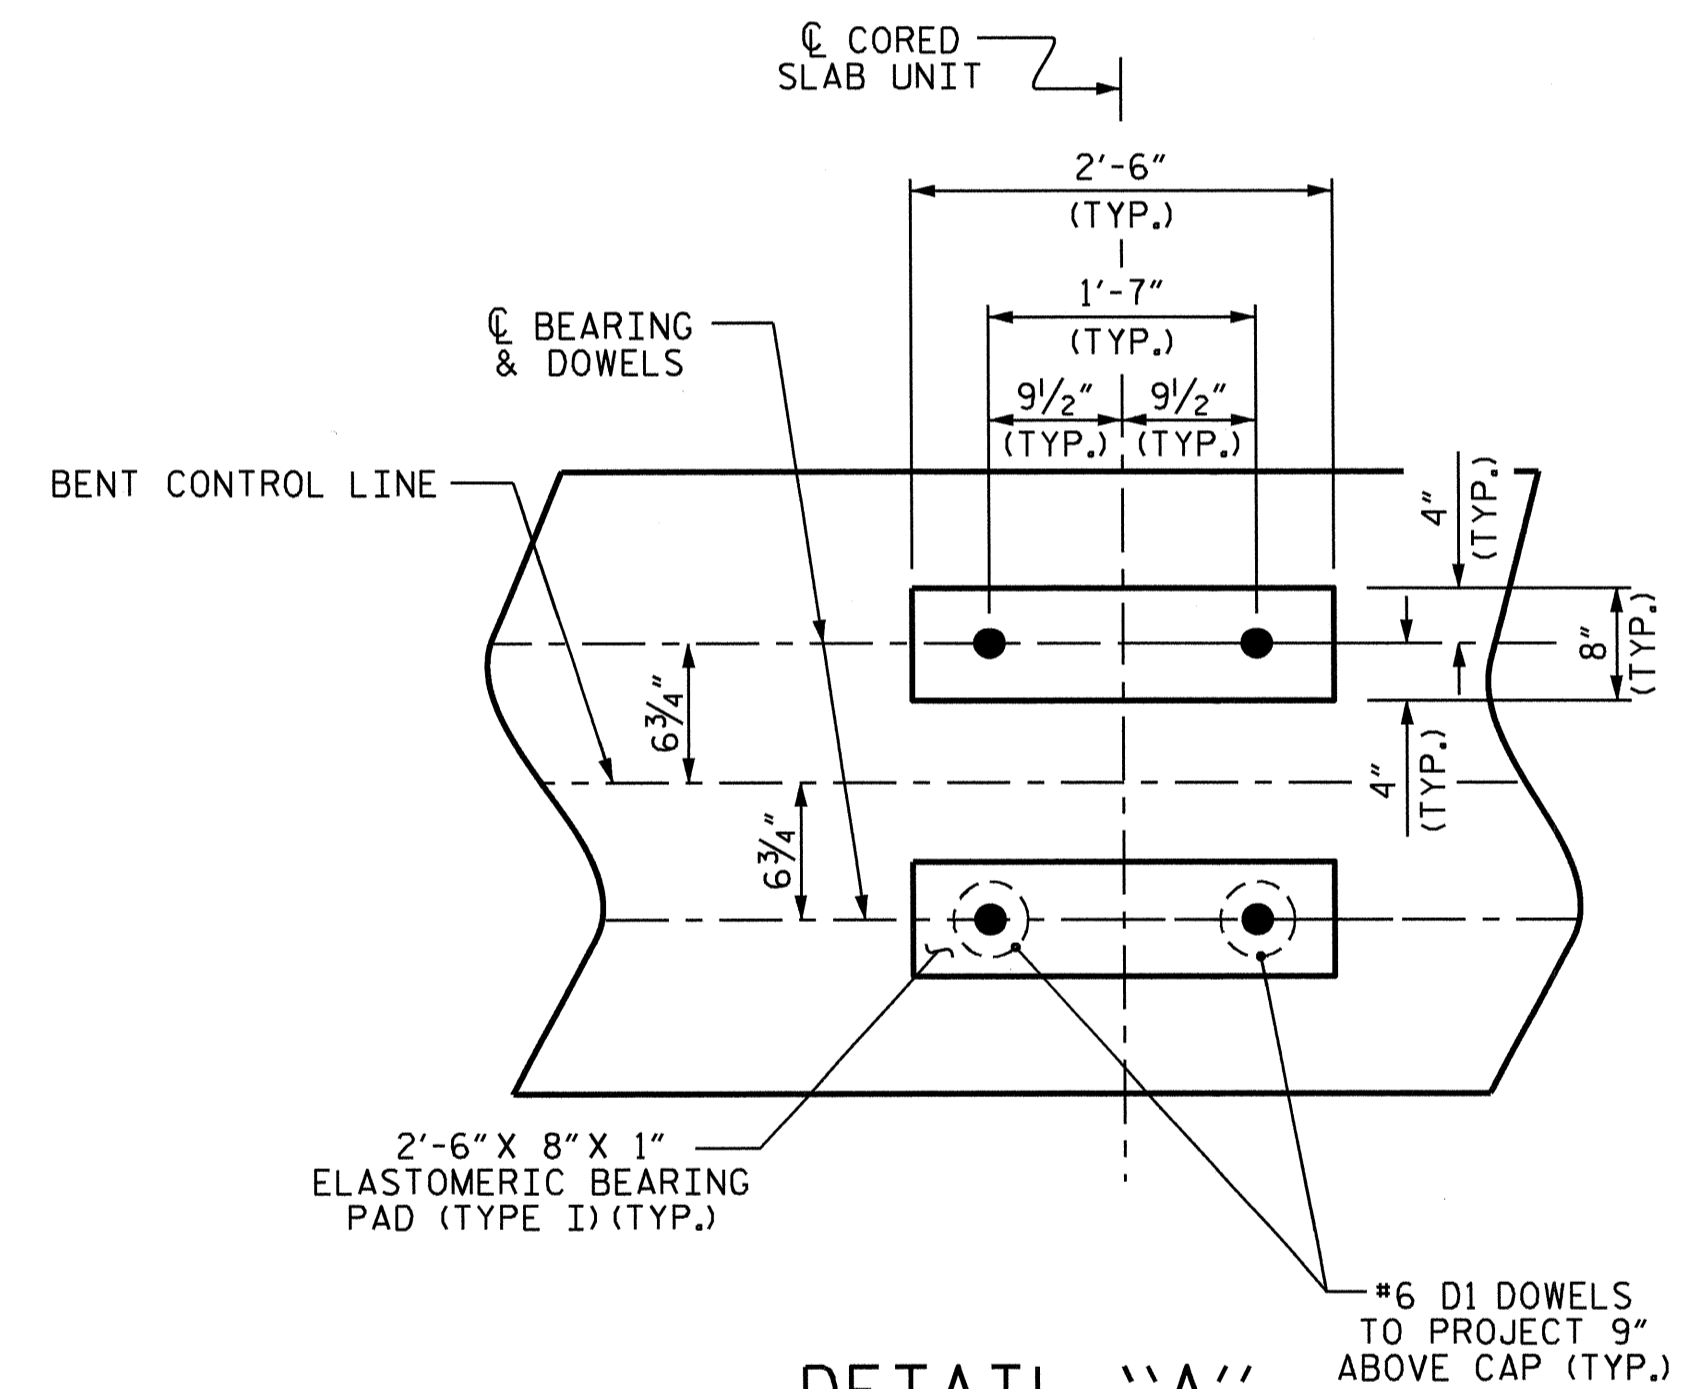 ℄ CORED
SLAB UNIT
2'-6"
(TYP.)
1'-7"
(TYP.)
℄ BEARING
& DOWELS
9½" 9½"
(TYP.) (TYP.)
BENT CONTROL LINE
4"
(TYP.)
8"
(TYP.)
6¾"
4"
(TYP.)
6¾"
2'-6" X 8" X 1"
ELASTOMERIC BEARING
PAD (TYPE I) (TYP.)
#6 D1 DOWELS
TO PROJECT 9"
ABOVE CAP (TYP.)
DETAIL "A"